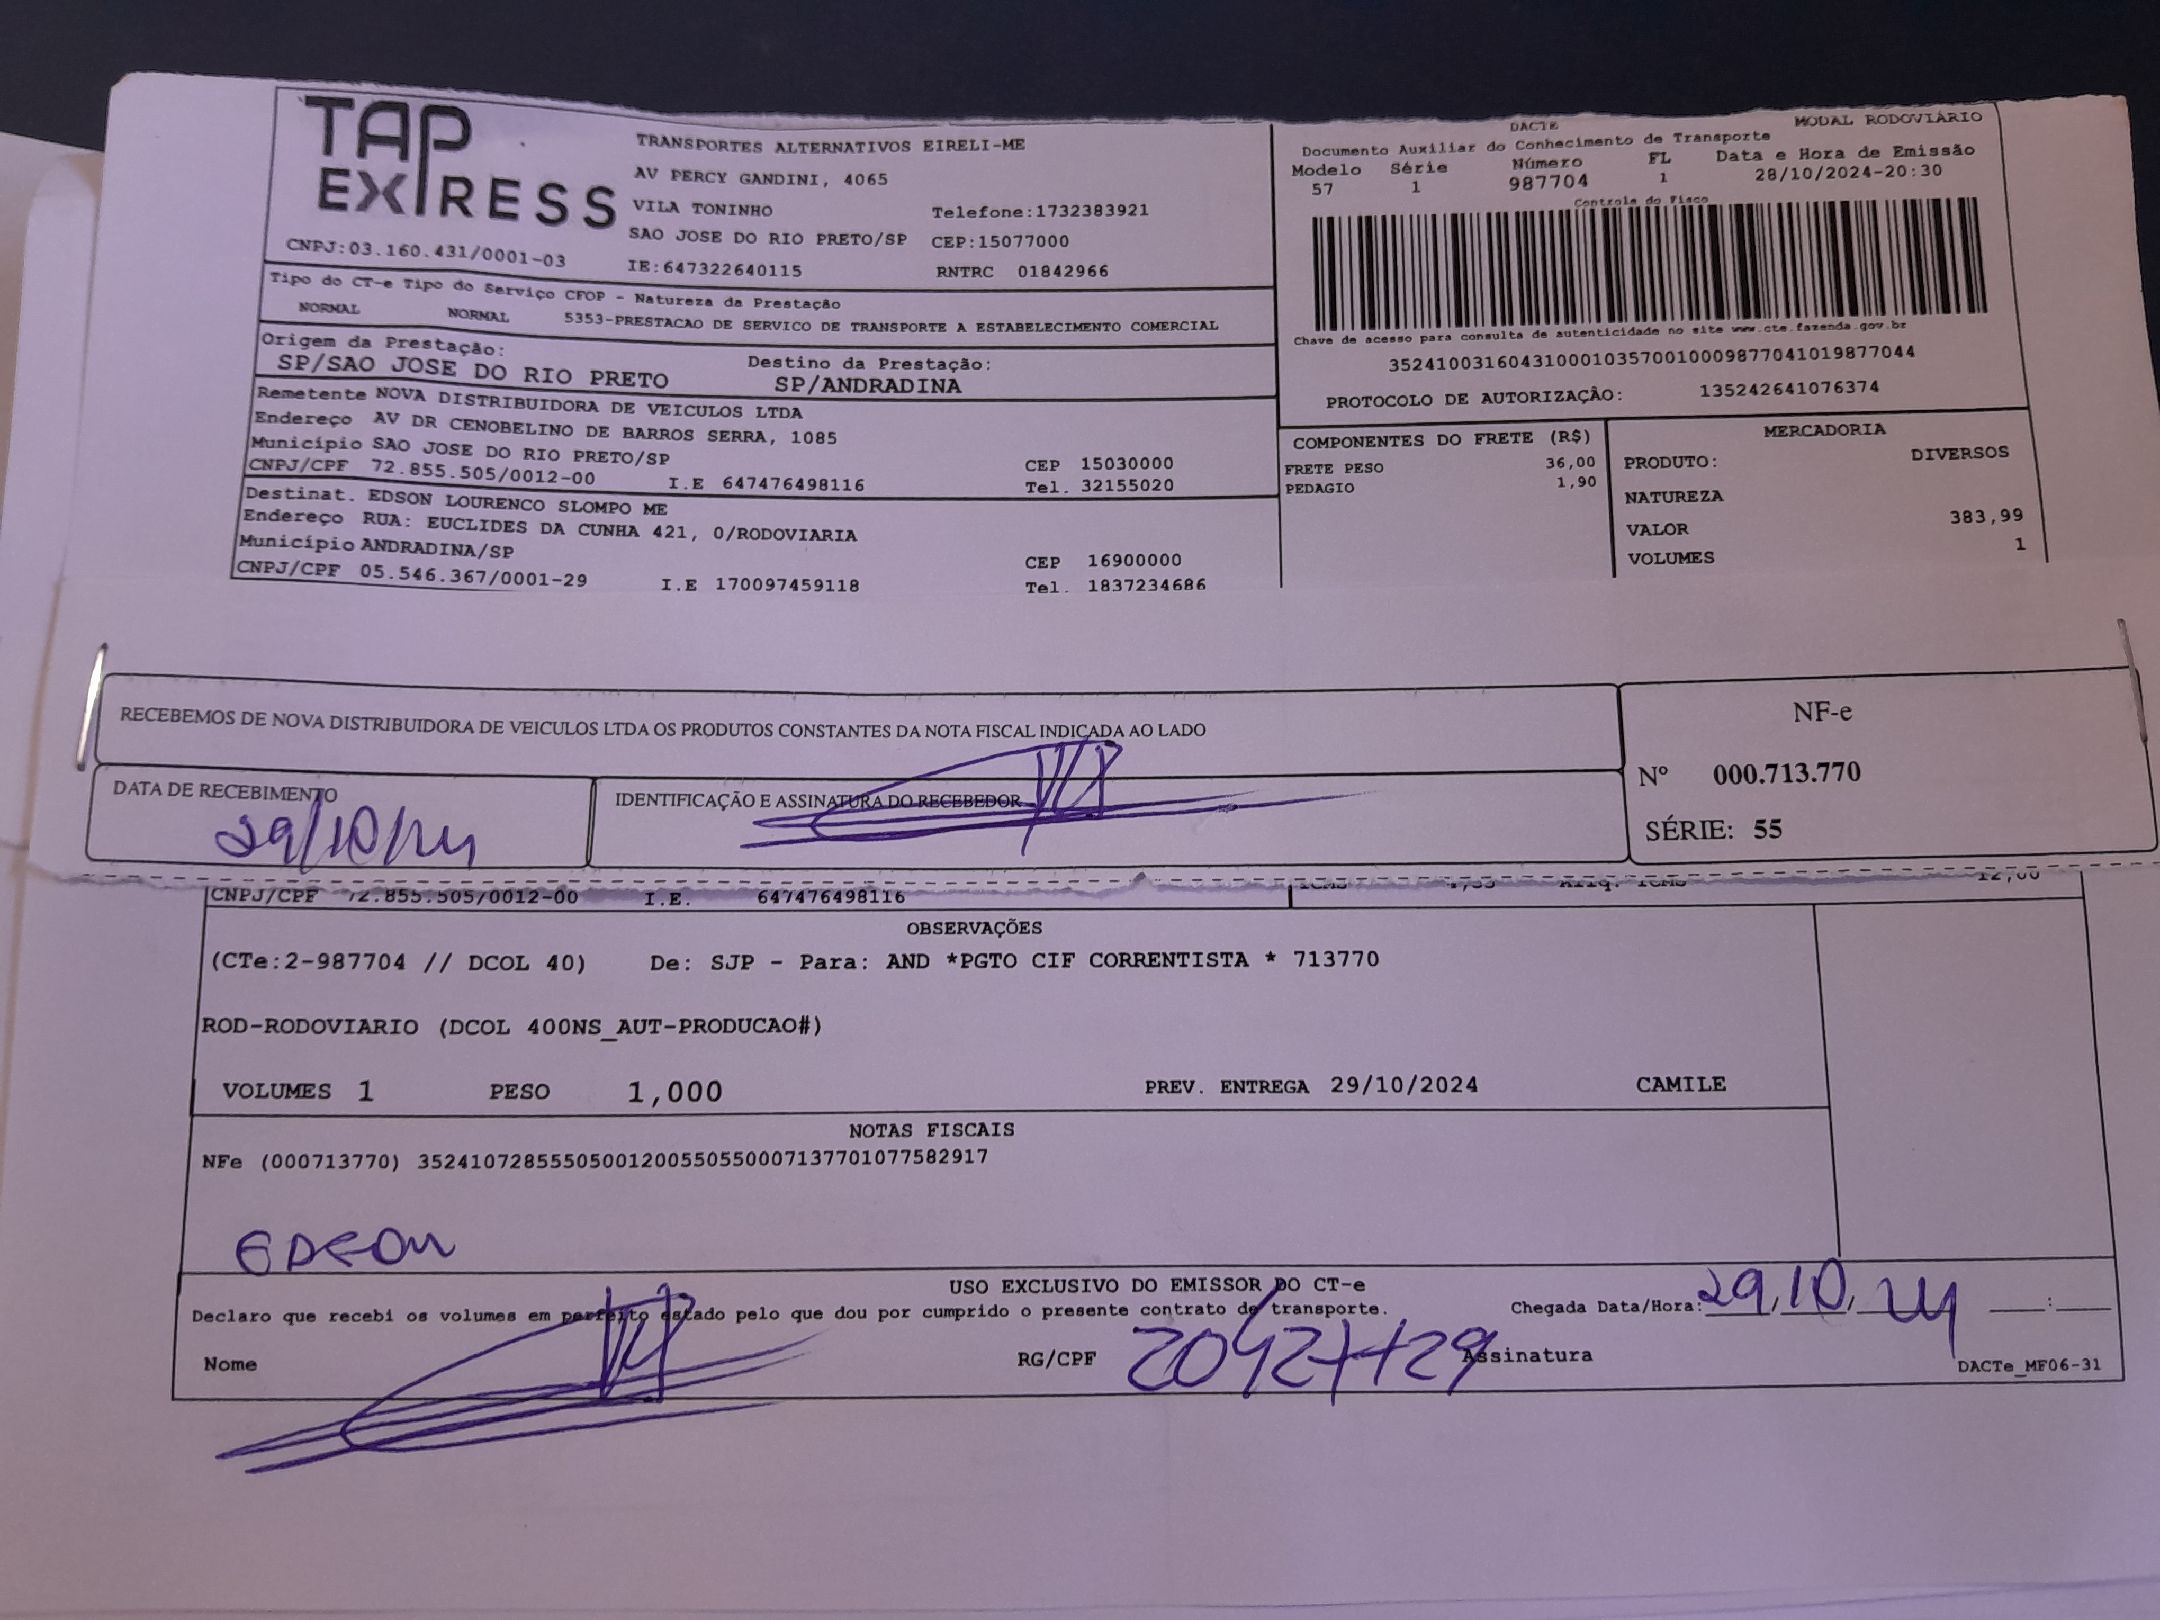 TAP EXPRESS
CNPJ:03.160.431/0001-03
TRANSPORTES ALTERNATIVOS EIRELI-ME
AV PERCY GANDINI, 4065
VILA TONINHO Telefone:1732383921
SAO JOSE DO RIO PRETO/SP CEP:15077000
IE:647322640115 RNTRC 01842966
DACTE MODAL RODOVIÁRIO
Documento Auxiliar do Conhecimento de Transporte
Modelo Série Número FL Data e Hora de Emissão
57 1 987704 1 28/10/2024-20:30
Controle do Fisco
Chave de acesso para consulta de autenticidade no site www.cte.fazenda.gov.br
35241003160431000103570010009877041019877044
PROTOCOLO DE AUTORIZAÇÃO: 135242641076374
Tipo do CT-e Tipo do Serviço CFOP - Natureza da Prestação
NORMAL NORMAL 5353-PRESTACAO DE SERVICO DE TRANSPORTE A ESTABELECIMENTO COMERCIAL
Origem da Prestação: Destino da Prestação:
SP/SAO JOSE DO RIO PRETO SP/ANDRADINA
Remetente NOVA DISTRIBUIDORA DE VEICULOS LTDA
Endereço AV DR CENOBELINO DE BARROS SERRA, 1085
Município SAO JOSE DO RIO PRETO/SP CEP 15030000
CNPJ/CPF 72.855.505/0012-00 I.E 647476498116 Tel. 32155020
Destinat. EDSON LOURENCO SLOMPO ME
Endereço RUA: EUCLIDES DA CUNHA 421, 0/RODOVIARIA
Município ANDRADINA/SP CEP 16900000
CNPJ/CPF 05.546.367/0001-29 I.E 170097459118 Tel. 1837234686
COMPONENTES DO FRETE (R$)
FRETE PESO 36,00
PEDAGIO 1,90
MERCADORIA
PRODUTO: DIVERSOS
NATUREZA
VALOR 383,99
VOLUMES 1
RECEBEMOS DE NOVA DISTRIBUIDORA DE VEICULOS LTDA OS PRODUTOS CONSTANTES DA NOTA FISCAL INDICADA AO LADO
DATA DE RECEBIMENTO
29/10/24
IDENTIFICAÇÃO E ASSINATURA DO RECEBEDOR
NF-e
Nº 000.713.770
SÉRIE: 55
CNPJ/CPF 72.855.505/0012-00 I.E. 647476498116 12,00
OBSERVAÇÕES
(CTe:2-987704 // DCOL 40) De: SJP - Para: AND *PGTO CIF CORRENTISTA * 713770
ROD-RODOVIARIO (DCOL 400NS_AUT-PRODUCAO#)
VOLUMES 1 PESO 1,000 PREV. ENTREGA 29/10/2024 CAMILE
NOTAS FISCAIS
NFe (000713770) 35241072855505001200550550007137701077582917
EDSON
USO EXCLUSIVO DO EMISSOR DO CT-e
Declaro que recebi os volumes em perfeito estado pelo que dou por cumprido o presente contrato de transporte. Chegada Data/Hora: 29/10/24 :
Nome RG/CPF Assinatura
DACTe_MF06-31